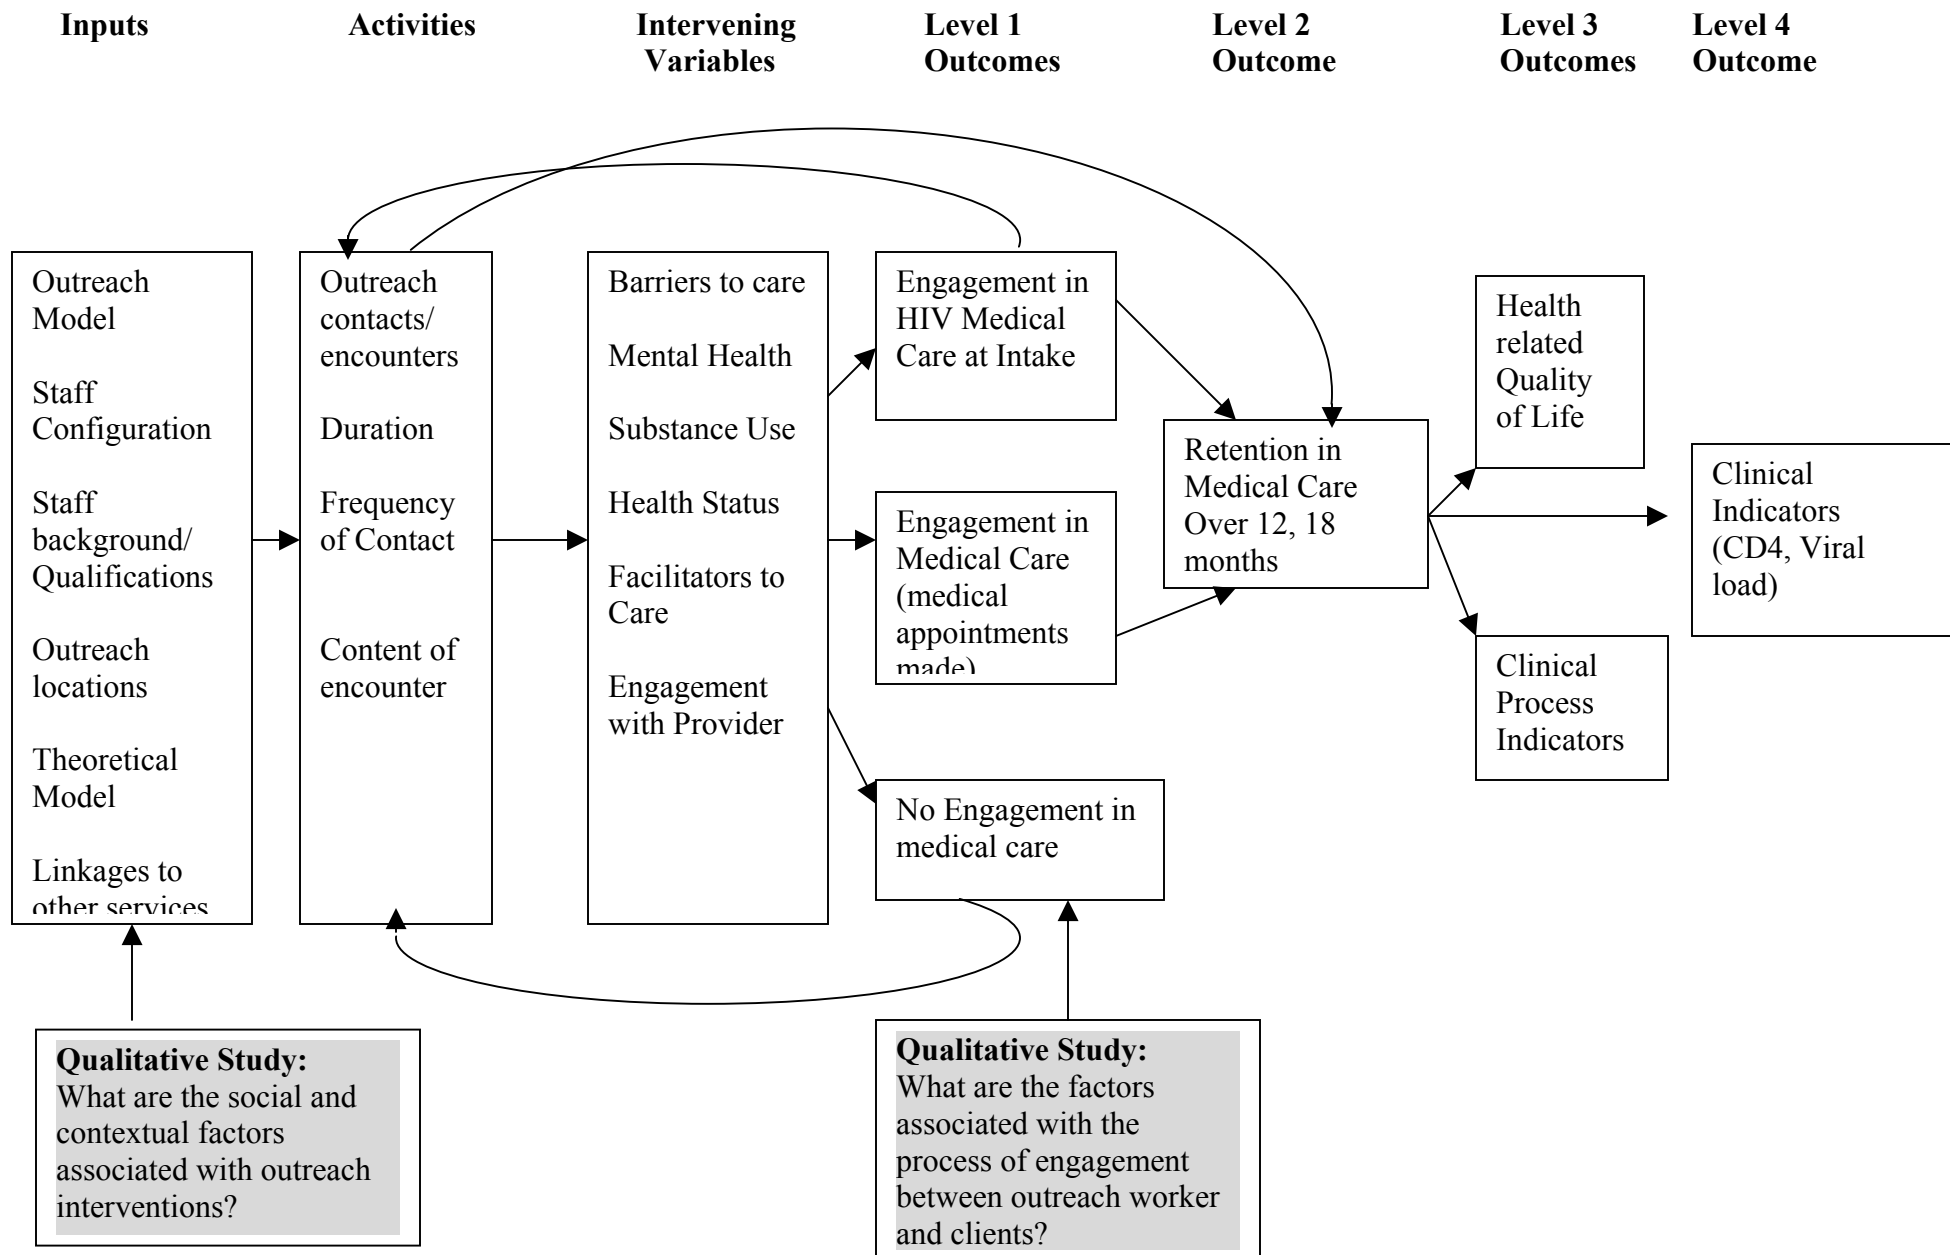 Inputs
Activities
Intervening
Variables
Level 1
Outcomes
Level 2
Outcome
Level 3
Outcomes
Level 4
Outcome
Outreach
Model
Staff
Configuration
Staff
background/
Qualifications
Outreach
locations
Theoretical
Model
Linkages to
other services
Outreach
contacts/
encounters
Duration
Frequency
of Contact
Content of
encounter
Barriers to care
Mental Health
Substance Use
Health Status
Facilitators to
Care
Engagement
with Provider
Engagement in
HIV Medical
Care at Intake
Engagement in
Medical Care
(medical
appointments
made)
No Engagement in
medical care
Retention in
Medical Care
Over 12, 18
months
Health
related
Quality
of Life
Clinical
Process
Indicators
Clinical
Indicators
(CD4, Viral
load)
Qualitative Study:
What are the social and
contextual factors
associated with outreach
interventions?
Qualitative Study:
What are the factors
associated with the
process of engagement
between outreach worker
and clients?